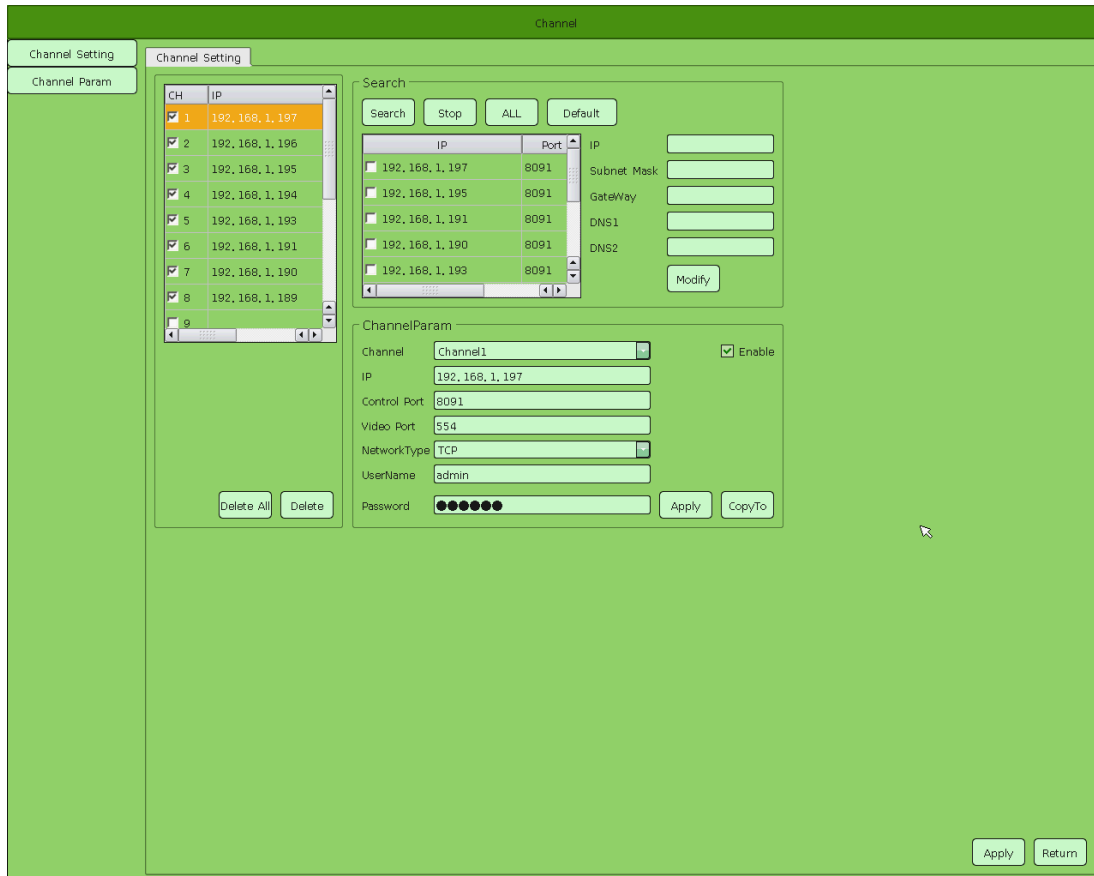 Channel
Channel Setting
Channel Param
Channel Setting
CH IP
1 192.168.1.197
2 192.168.1.196
3 192.168.1.195
4 192.168.1.194
5 192.168.1.193
6 192.168.1.191
7 192.168.1.190
8 192.168.1.189
9
Delete All Delete
Search
Search Stop ALL Default
IP Port
192.168.1.197 8091
192.168.1.195 8091
192.168.1.191 8091
192.168.1.190 8091
192.168.1.193 8091
IP
Subnet Mask
GateWay
DNS1
DNS2
Modify
ChannelParam
Channel Channel1 Enable
IP 192.168.1.197
Control Port 8091
Video Port 554
NetworkType TCP
UserName admin
Password ●●●●●● Apply CopyTo
Apply Return